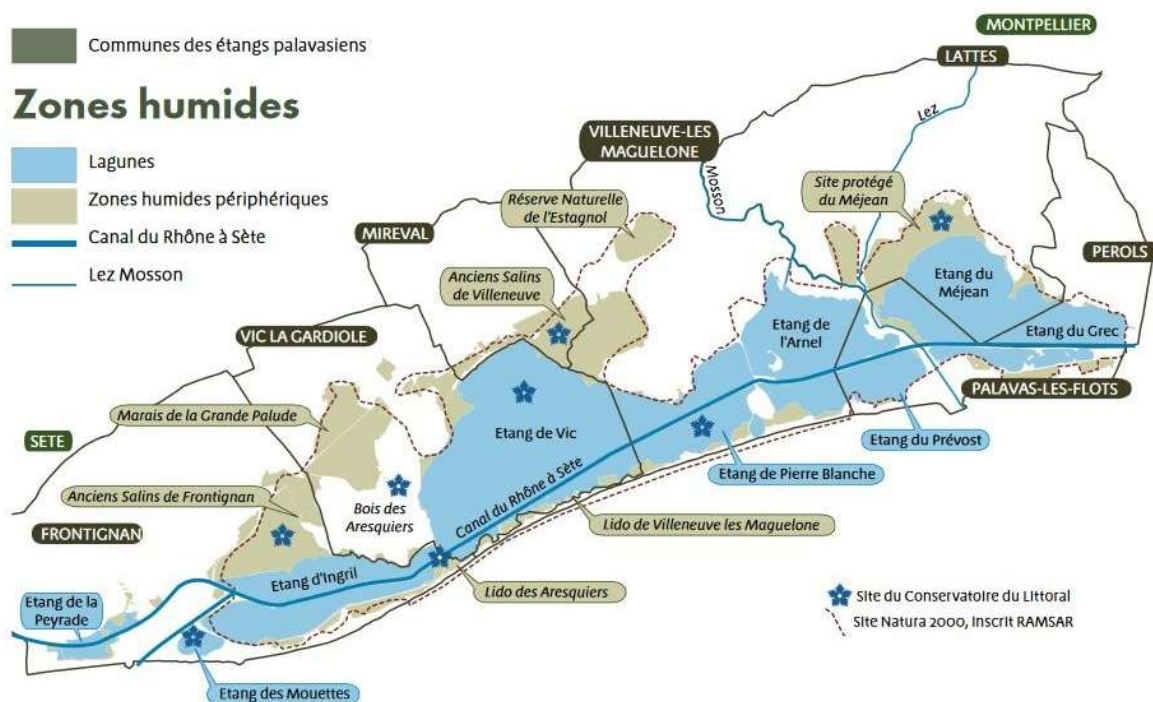 Communes des étangs palavasiens
Zones humides
Lagunes
Zones humides périphériques
Canal du Rhône à Sète
Lez Mosson
MONTPELLIER
LATTES
Lez
VILLENEUVE-LES
MAGUELONE
Mosson
Site protégé
du Méjean
Réserve Naturelle
de l'Estagnol
MIREVAL
PEROLS
Etang du
Méjean
Anciens Salins
de Villeneuve
Etang de
l'Arnel
Etang du Grec
VIC LA GARDIOLE
PALAVAS-LES-FLOTS
Marais de la Grande Palude
SETE
Etang de Vic
Etang du Prévost
Etang de Pierre Blanche
Canal du Rhône à Sète
Anciens Salins de Frontignan
Bois des
Aresquiers
Lido de Villeneuve les Maguelone
FRONTIGNAN
Etang d'Ingril
Lido des Aresquiers
Etang de la
Peyrade
Site du Conservatoire du Littoral
Site Natura 2000, Inscrit RAMSAR
Etang des Mouettes